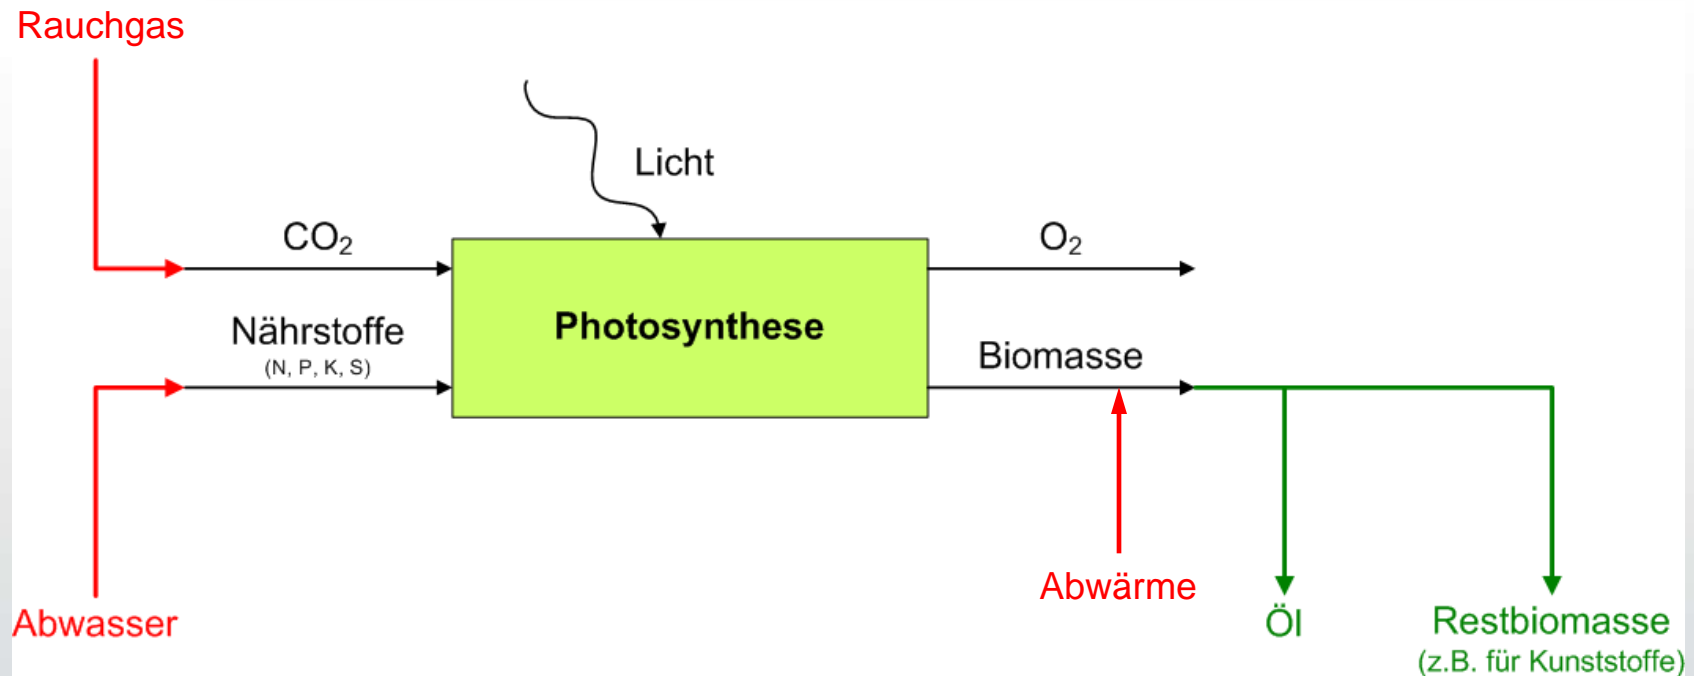 Rauchgas
Licht
CO₂
O₂
Nährstoffe
(N, P, K, S)
Photosynthese
Biomasse
Abwärme
Abwasser
Öl
Restbiomasse
(z.B. für Kunststoffe)